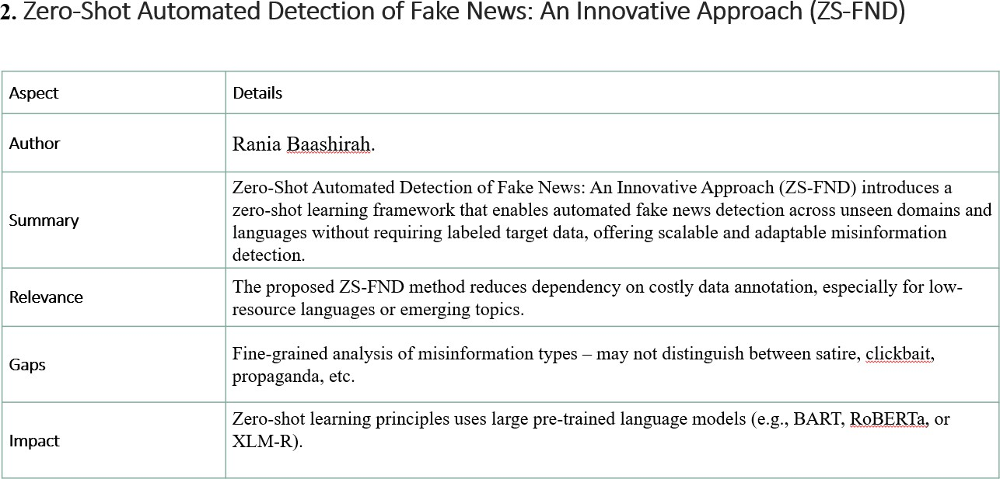 2. Zero-Shot Automated Detection of Fake News: An Innovative Approach (ZS-FND)
Aspect
Details
Author
Rania Baashirah.
Summary
Zero-Shot Automated Detection of Fake News: An Innovative Approach (ZS-FND) introduces a
zero-shot learning framework that enables automated fake news detection across unseen domains and
languages without requiring labeled target data, offering scalable and adaptable misinformation
detection.
Relevance
The proposed ZS-FND method reduces dependency on costly data annotation, especially for low-
resource languages or emerging topics.
Gaps
Fine-grained analysis of misinformation types – may not distinguish between satire, clickbait,
propaganda, etc.
Impact
Zero-shot learning principles uses large pre-trained language models (e.g., BART, RoBERTa, or
XLM-R).